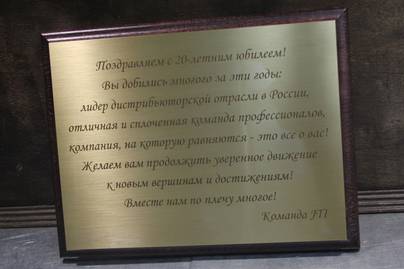 Поздравляем с 20-летним юбилеем!
Вы добились многого за эти годы:
лидер дистрибьюторской отрасли в России,
отличная и сплоченная команда профессионалов,
компания, на которую равняются - это все о вас!
Желаем вам продолжить уверенное движение
к новым вершинам и достижениям!
Вместе нам по плечу многое!
Команда JTI